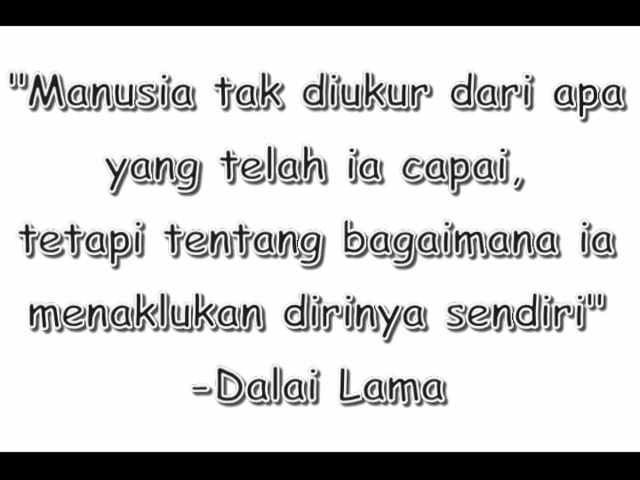 "Manusia tak diukur dari apa
yang telah ia capai,
tetapi tentang bagaimana ia
menaklukan dirinya sendiri"
-Dalai Lama